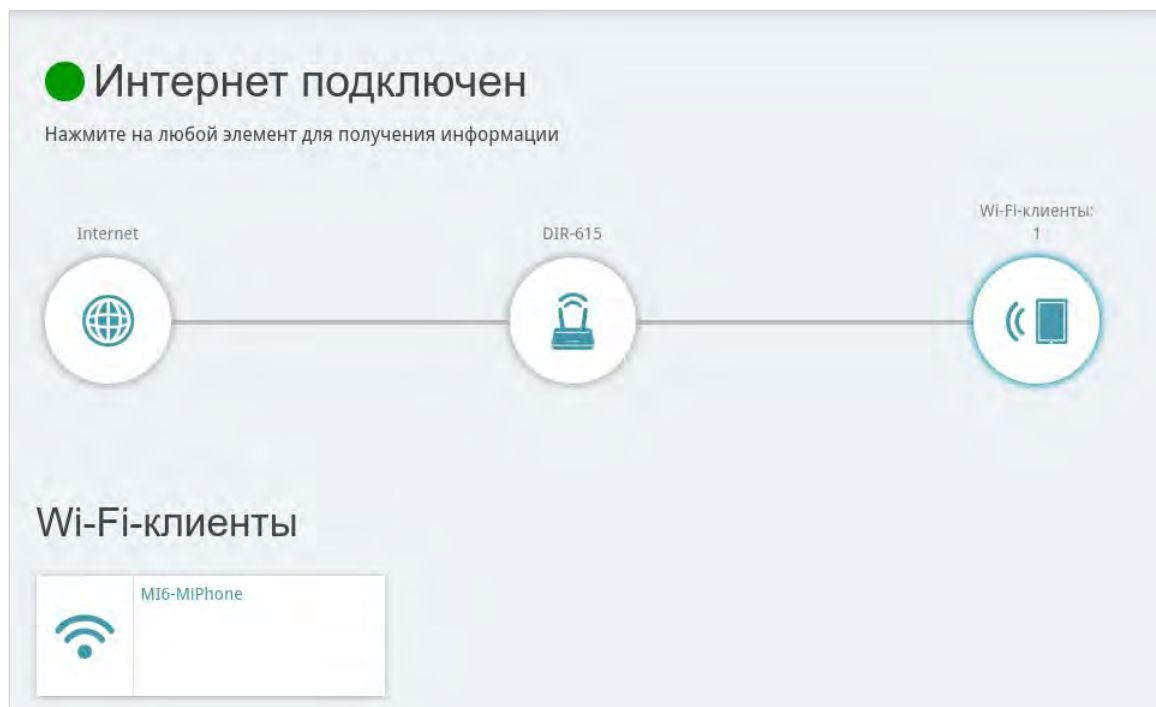 Интернет подключен
Нажмите на любой элемент для получения информации
Internet
DIR-615
Wi-Fi-клиенты:
1
Wi-Fi-клиенты
MI6-MiPhone